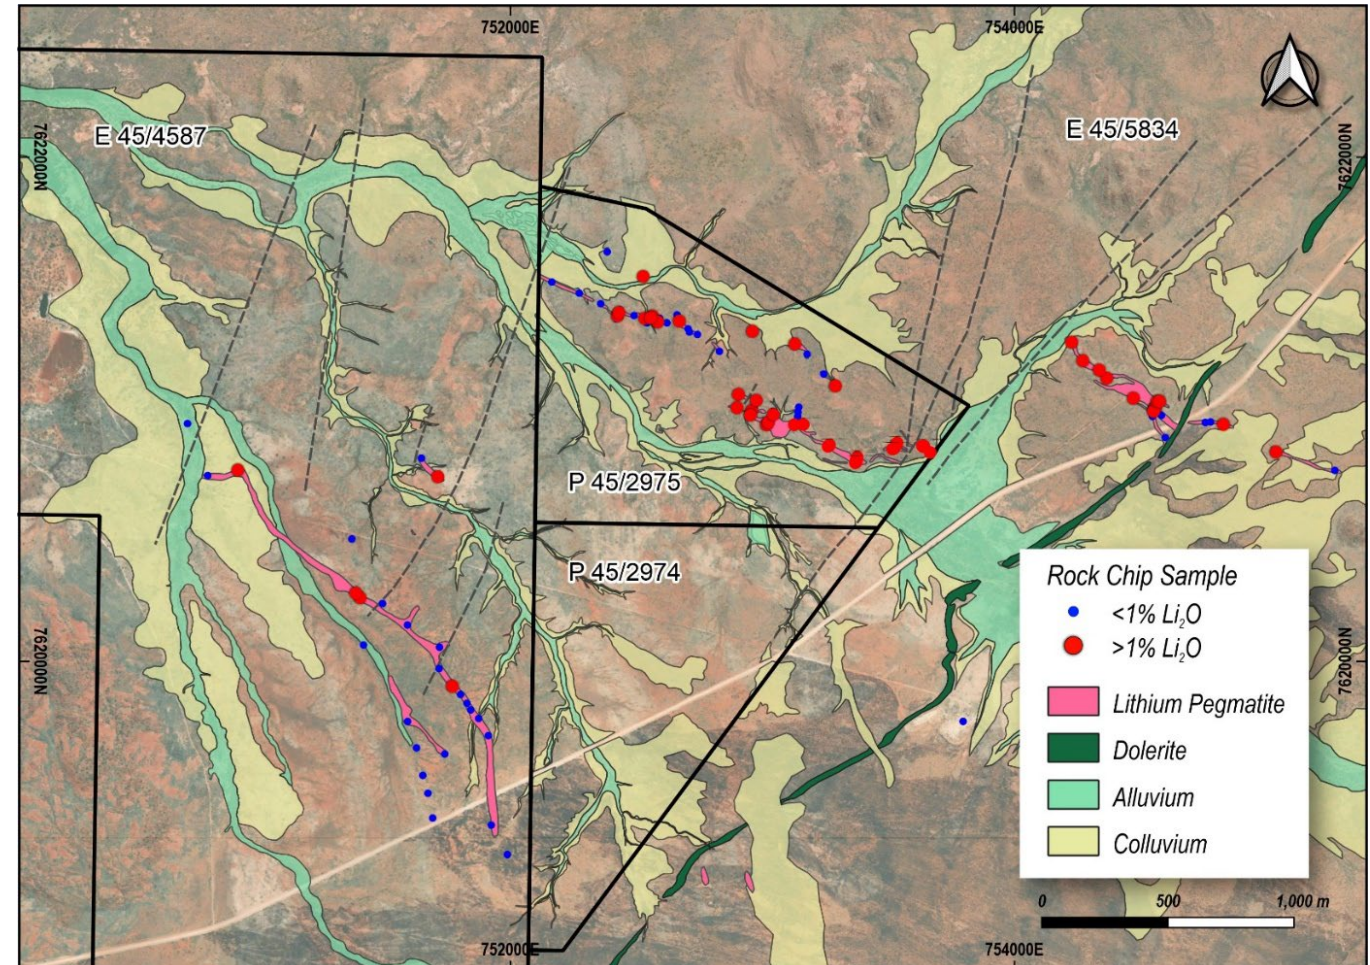 752000E
754000E
E 45/4587
E 45/5834
7622000N
7622000N
P 45/2975
P 45/2974
7620000N
7620000N
Rock Chip Sample
<1% Li₂O
>1% Li₂O
Lithium Pegmatite
Dolerite
Alluvium
Colluvium
0 500 1,000 m
752000E
754000E